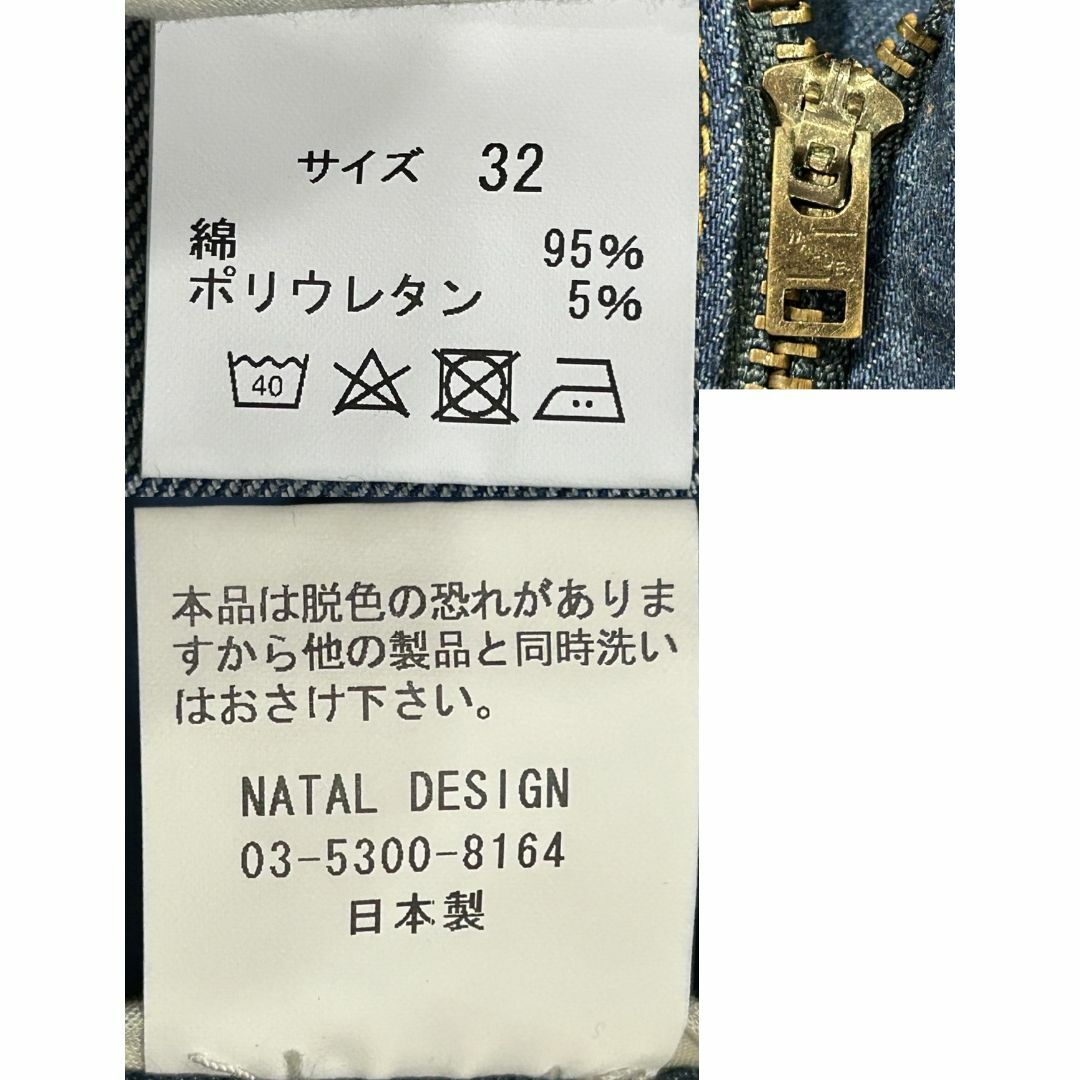 サイズ 32
綿 95%
ポリウレタン 5%
40
本品は脱色の恐れがありま
すから他の製品と同時洗い
はおさけ下さい。
NATAL DESIGN
03-5300-8164
日本製